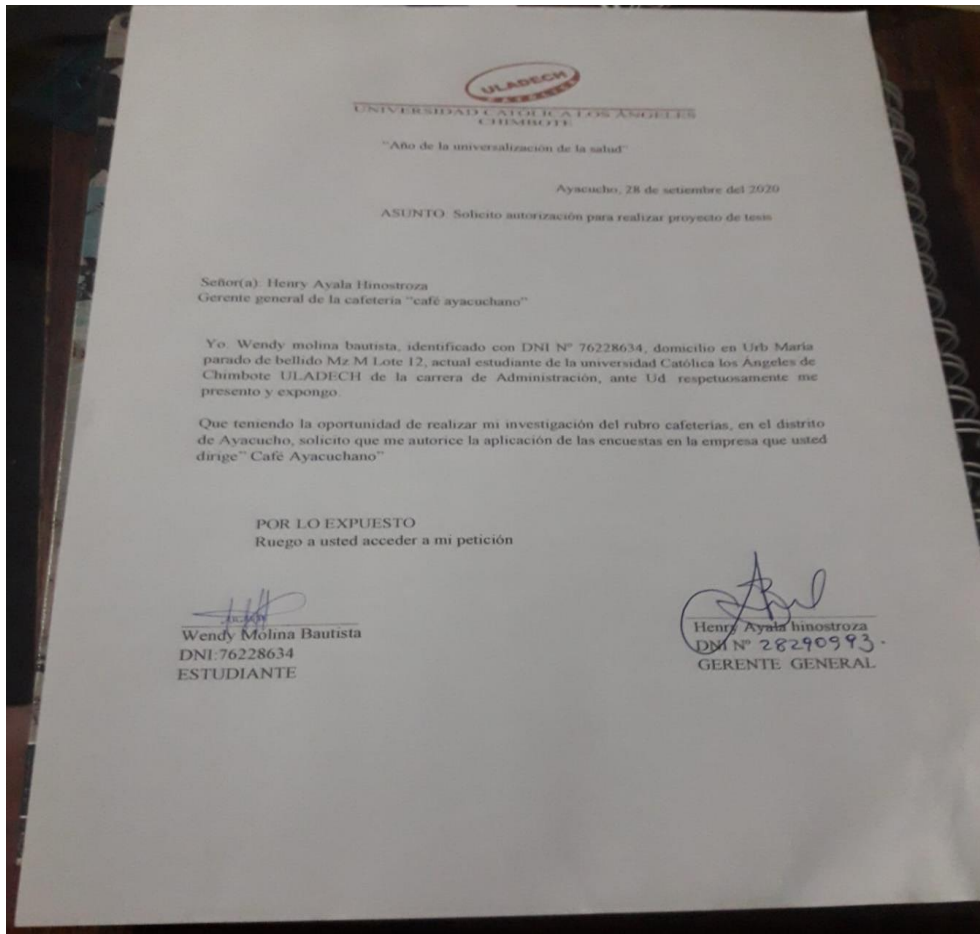 ULADECH
CATÓLICA
UNIVERSIDAD CATOLICA LOS ÁNGELES
CHIMBOTE
"Año de la universalización de la salud"
Ayacucho, 28 de setiembre del 2020
ASUNTO: Solicito autorización para realizar proyecto de tesis
Señor(a): Henry Ayala Hinostroza
Gerente general de la cafetería "café ayacuchano"
Yo. Wendy molina bautista, identificado con DNI Nº 76228634, domicilio en Urb María
parado de bellido Mz M Lote 12, actual estudiante de la universidad Católica los Ángeles de
Chimbote ULADECH de la carrera de Administración, ante Ud. respetuosamente me
presento y expongo.
Que teniendo la oportunidad de realizar mi investigación del rubro cafeterías, en el distrito
de Ayacucho, solicito que me autorice la aplicación de las encuestas en la empresa que usted
dirige" Café Ayacuchano"
POR LO EXPUESTO
Ruego a usted acceder a mi petición
Wendy Molina Bautista
DNI:76228634
ESTUDIANTE
Henry Ayala hinostroza
DNI Nº 28290993.
GERENTE GENERAL